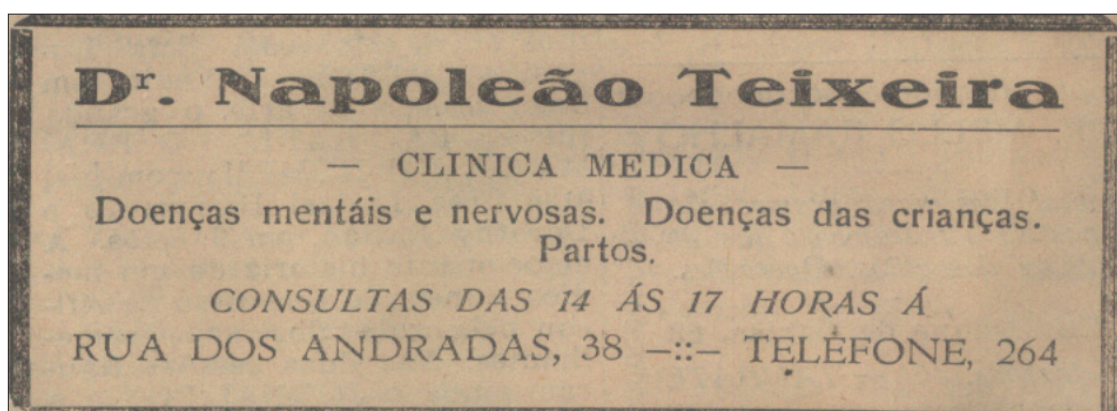 Dr. Napoleão Teixeira
— CLINICA MEDICA —
Doenças mentáis e nervosas. Doenças das crianças.
Partos.
CONSULTAS DAS 14 ÁS 17 HORAS Á
RUA DOS ANDRADAS, 38 –::– TELÉFONE, 264